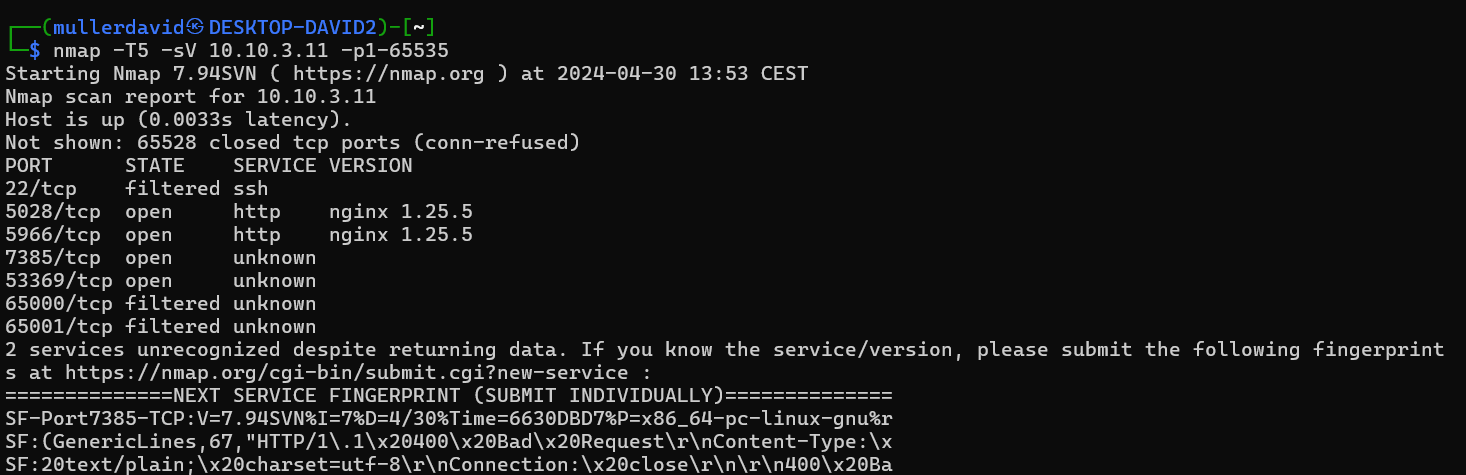 ┌──(mullerdavid㉿DESKTOP-DAVID2)-[~]
└─$ nmap -T5 -sV 10.10.3.11 -p1-65535
Starting Nmap 7.94SVN ( https://nmap.org ) at 2024-04-30 13:53 CEST
Nmap scan report for 10.10.3.11
Host is up (0.0033s latency).
Not shown: 65528 closed tcp ports (conn-refused)
PORT      STATE    SERVICE VERSION
22/tcp    filtered ssh
5028/tcp  open     http    nginx 1.25.5
5966/tcp  open     http    nginx 1.25.5
7385/tcp  open     unknown
53369/tcp open     unknown
65000/tcp filtered unknown
65001/tcp filtered unknown
2 services unrecognized despite returning data. If you know the service/version, please submit the following fingerprint
s at https://nmap.org/cgi-bin/submit.cgi?new-service :
==============NEXT SERVICE FINGERPRINT (SUBMIT INDIVIDUALLY)==============
SF-Port7385-TCP:V=7.94SVN%I=7%D=4/30%Time=6630DBD7%P=x86_64-pc-linux-gnu%r
SF:(GenericLines,67,"HTTP/1\.1\x20400\x20Bad\x20Request\r\nContent-Type:\x
SF:20text/plain;\x20charset=utf-8\r\nConnection:\x20close\r\n\r\n400\x20Ba